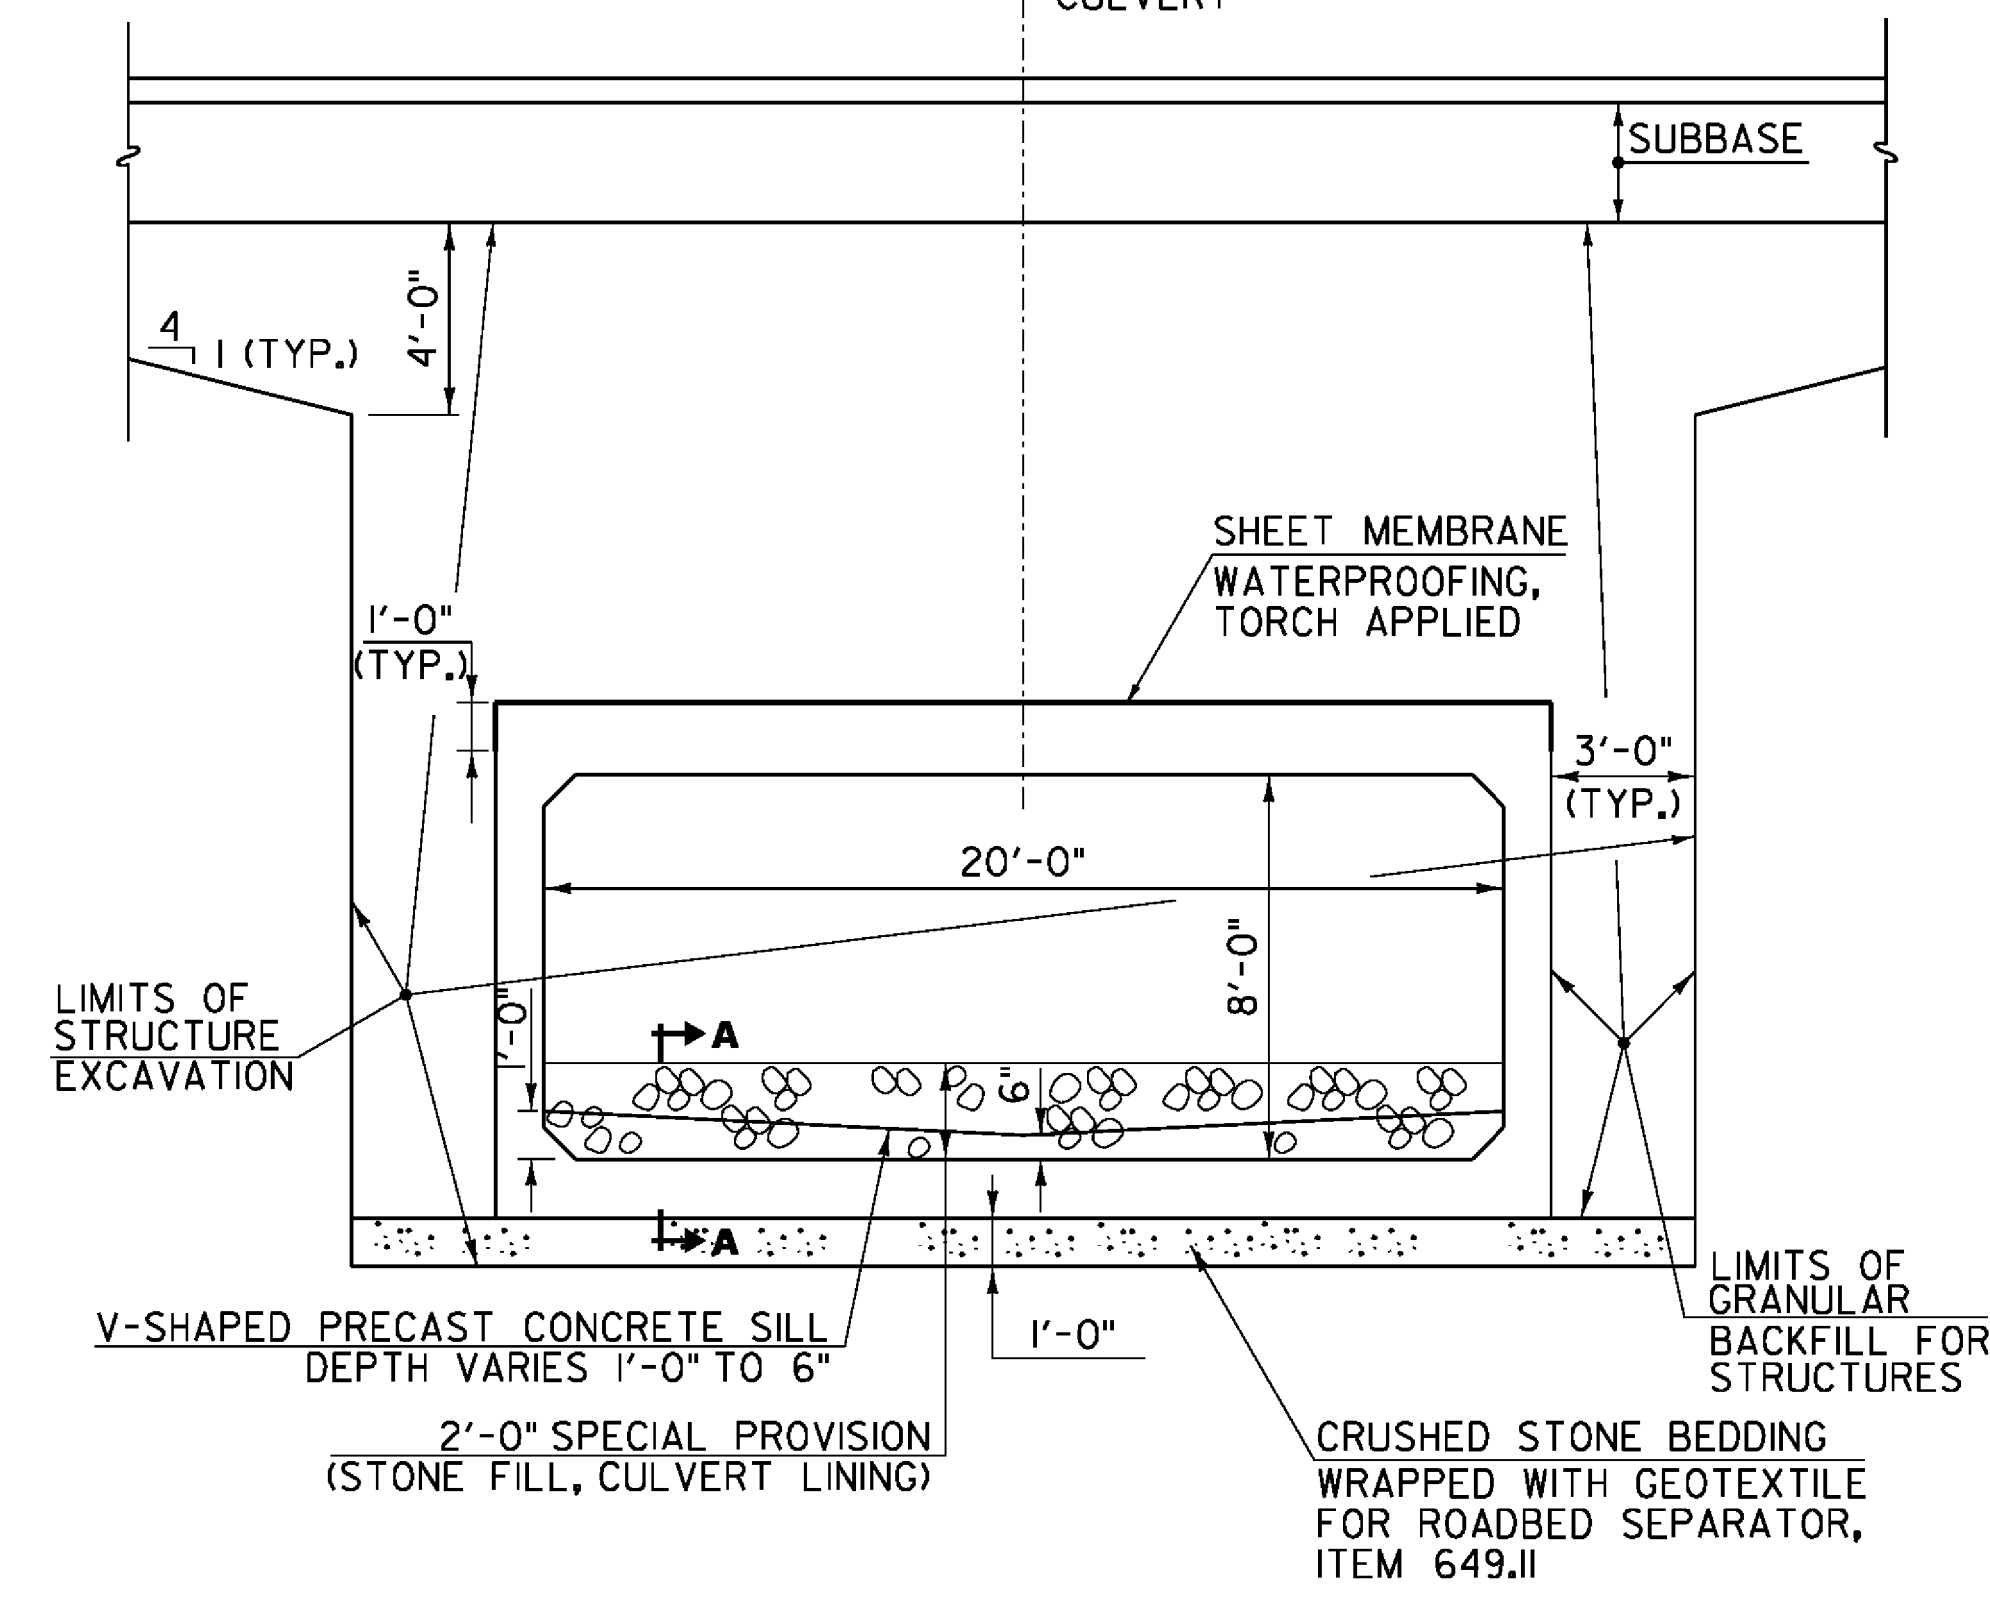 CULVERT
SUBBASE
4'-0"
4
1 (TYP.)
SHEET MEMBRANE
WATERPROOFING,
TORCH APPLIED
1'-0"
(TYP.)
3'-0"
(TYP.)
20'-0"
8'-0"
LIMITS OF
STRUCTURE
EXCAVATION
1'-0"
A
6"
A
LIMITS OF
GRANULAR
BACKFILL FOR
STRUCTURES
V-SHAPED PRECAST CONCRETE SILL
DEPTH VARIES 1'-0" TO 6"
1'-0"
2'-0" SPECIAL PROVISION
(STONE FILL, CULVERT LINING)
CRUSHED STONE BEDDING
WRAPPED WITH GEOTEXTILE
FOR ROADBED SEPARATOR,
ITEM 649.11